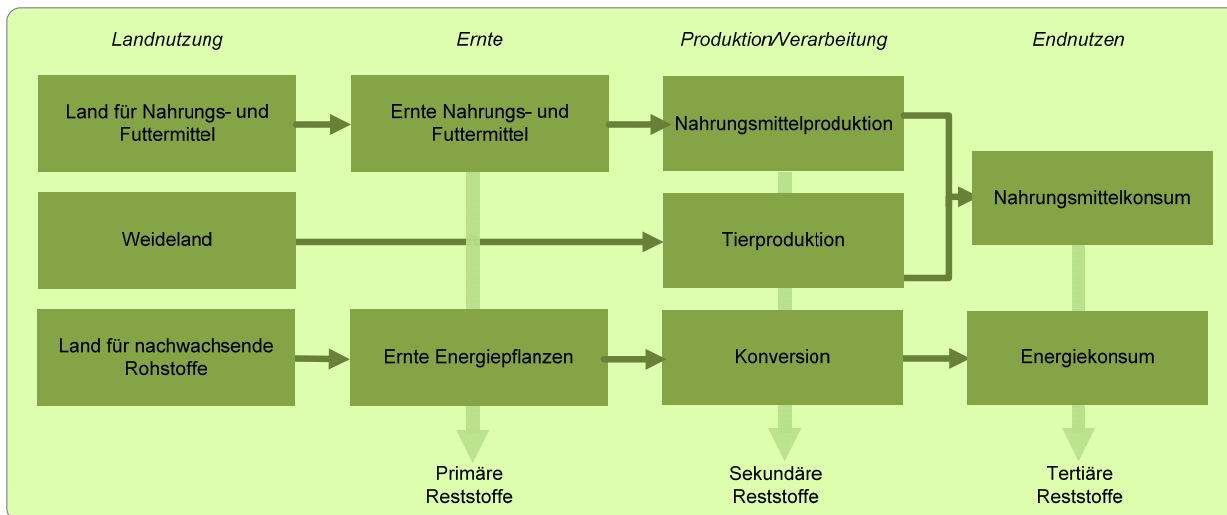 Landnutzung
Ernte
Produktion/Verarbeitung
Endnutzen
Land für Nahrungs- und
Futtermittel
Ernte Nahrungs- und
Futtermittel
Nahrungsmittelproduktion
Weideland
Tierproduktion
Nahrungsmittelkonsum
Land für nachwachsende
Rohstoffe
Ernte Energiepflanzen
Konversion
Energiekonsum
Primäre
Reststoffe
Sekundäre
Reststoffe
Tertiäre
Reststoffe